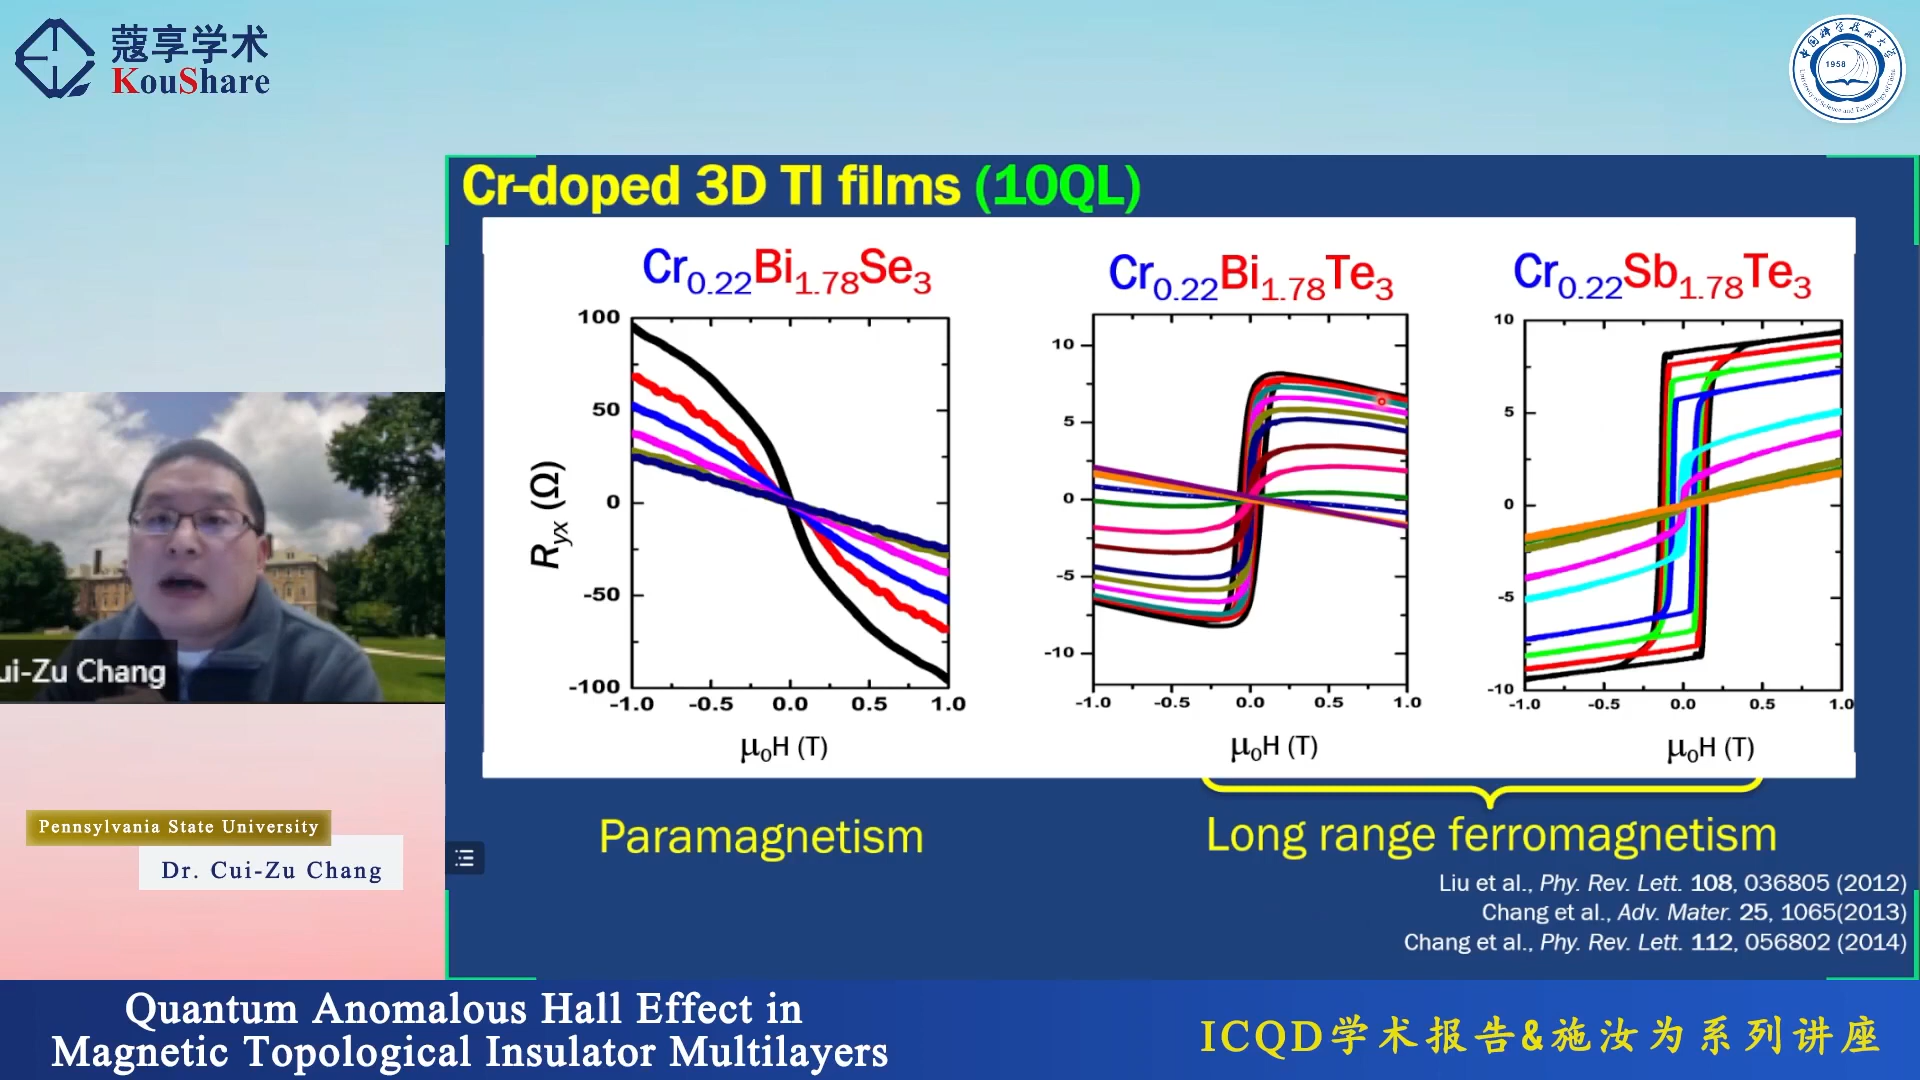 蔻享学术
KouShare
1958
Cr-doped 3D TI films (10QL)
Cr0.22Bi1.78Se3
Cr0.22Bi1.78Te3
Cr0.22Sb1.78Te3
Ryx (Ω)
100
50
0
-50
-100
-1.0 -0.5 0.0 0.5 1.0
μ0H (T)
10
5
0
-5
-10
-1.0 -0.5 0.0 0.5 1.0
μ0H (T)
10
5
0
-5
-10
-1.0 -0.5 0.0 0.5 1.0
μ0H (T)
Paramagnetism
Long range ferromagnetism
Liu et al., Phy. Rev. Lett. 108, 036805 (2012)
Chang et al., Adv. Mater. 25, 1065(2013)
Chang et al., Phy. Rev. Lett. 112, 056802 (2014)
ui-Zu Chang
Pennsylvania State University
Dr. Cui-Zu Chang
Quantum Anomalous Hall Effect in
Magnetic Topological Insulator Multilayers
ICQD学术报告&施汝为系列讲座